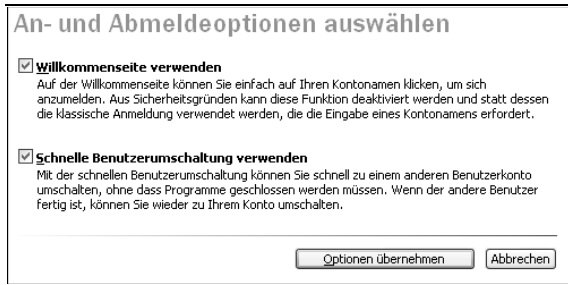 An- und Abmeldeoptionen auswählen
Willkommenseite verwenden
Auf der Willkommenseite können Sie einfach auf Ihren Kontonamen klicken, um sich
anzumelden. Aus Sicherheitsgründen kann diese Funktion deaktiviert werden und statt dessen
die klassische Anmeldung verwendet werden, die die Eingabe eines Kontonamens erfordert.
Schnelle Benutzerumschaltung verwenden
Mit der schnellen Benutzerumschaltung können Sie schnell zu einem anderen Benutzerkonto
umschalten, ohne dass Programme geschlossen werden müssen. Wenn der andere Benutzer
fertig ist, können Sie wieder zu Ihrem Konto umschalten.
Optionen übernehmen Abbrechen